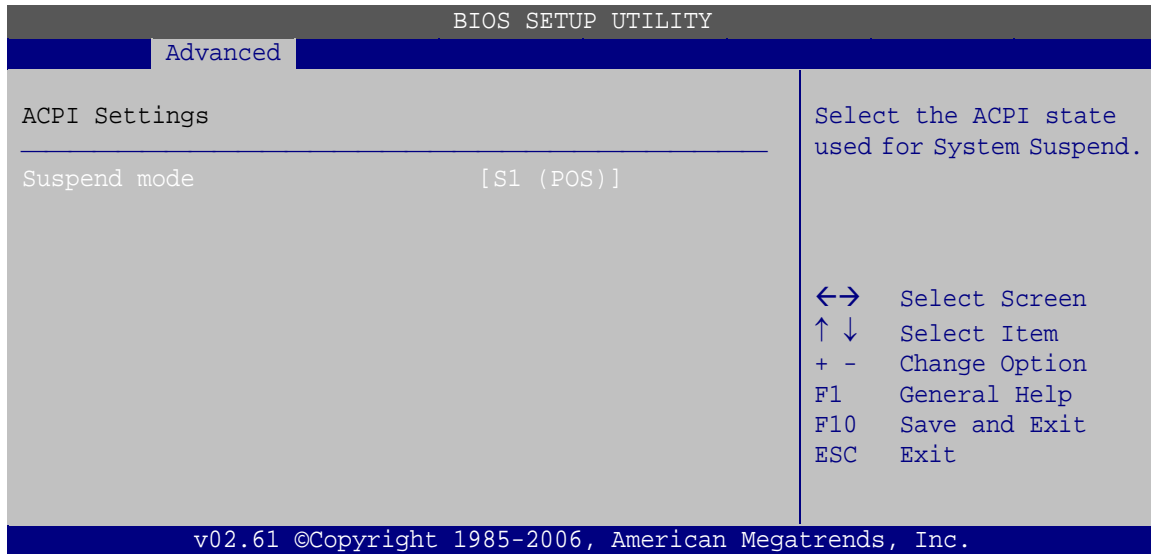 BIOS SETUP UTILITY
Advanced
ACPI Settings
Suspend mode [S1 (POS)]
Select the ACPI state
used for System Suspend.
←→ Select Screen
↑ ↓ Select Item
+ - Change Option
F1 General Help
F10 Save and Exit
ESC Exit
v02.61 ©Copyright 1985-2006, American Megatrends, Inc.